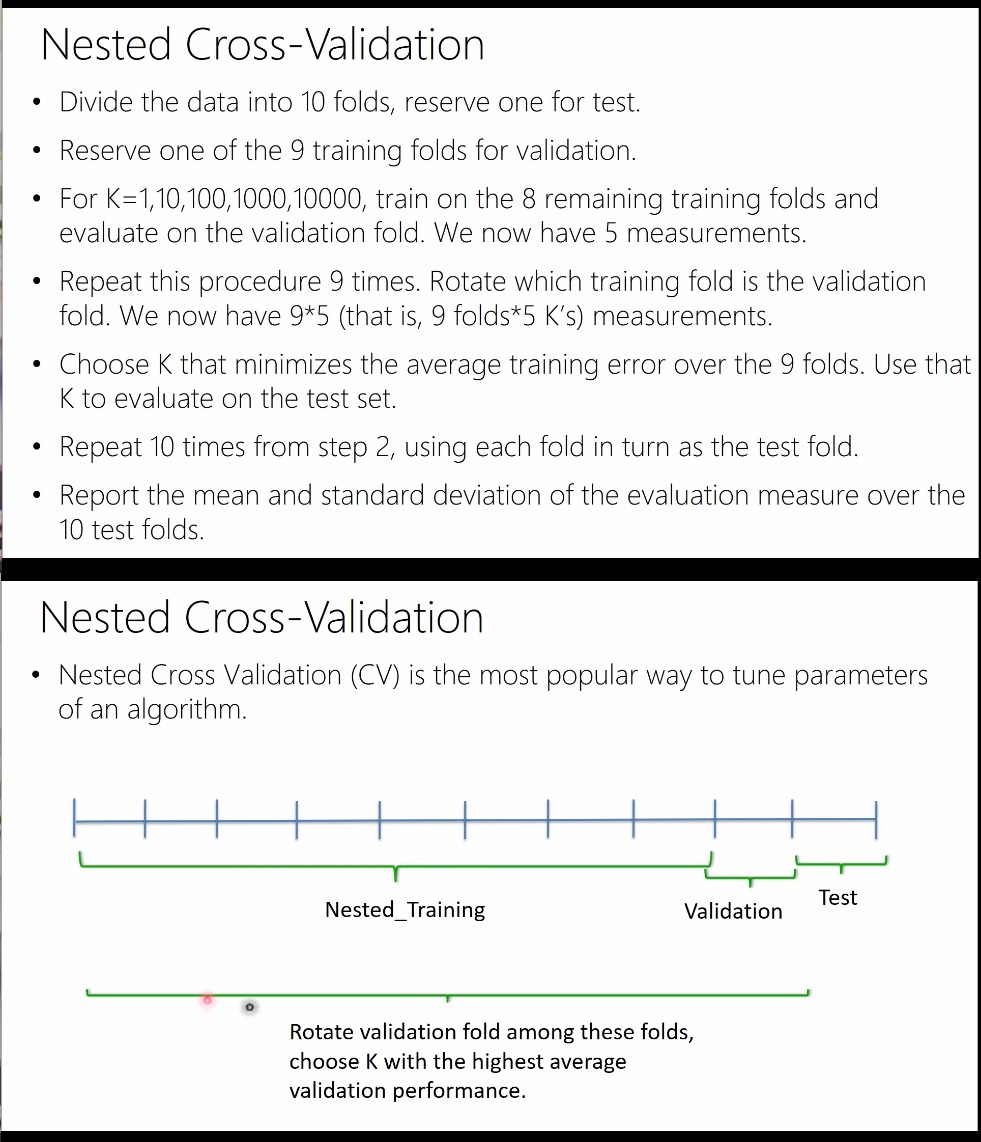 Nested Cross-Validation
• Divide the data into 10 folds, reserve one for test.
• Reserve one of the 9 training folds for validation.
• For K=1,10,100,1000,10000, train on the 8 remaining training folds and
evaluate on the validation fold. We now have 5 measurements.
• Repeat this procedure 9 times. Rotate which training fold is the validation
fold. We now have 9*5 (that is, 9 folds*5 K’s) measurements.
• Choose K that minimizes the average training error over the 9 folds. Use that
K to evaluate on the test set.
• Repeat 10 times from step 2, using each fold in turn as the test fold.
• Report the mean and standard deviation of the evaluation measure over the
10 test folds.
Nested Cross-Validation
• Nested Cross Validation (CV) is the most popular way to tune parameters
of an algorithm.
Nested_Training
Validation
Test
Rotate validation fold among these folds,
choose K with the highest average
validation performance.